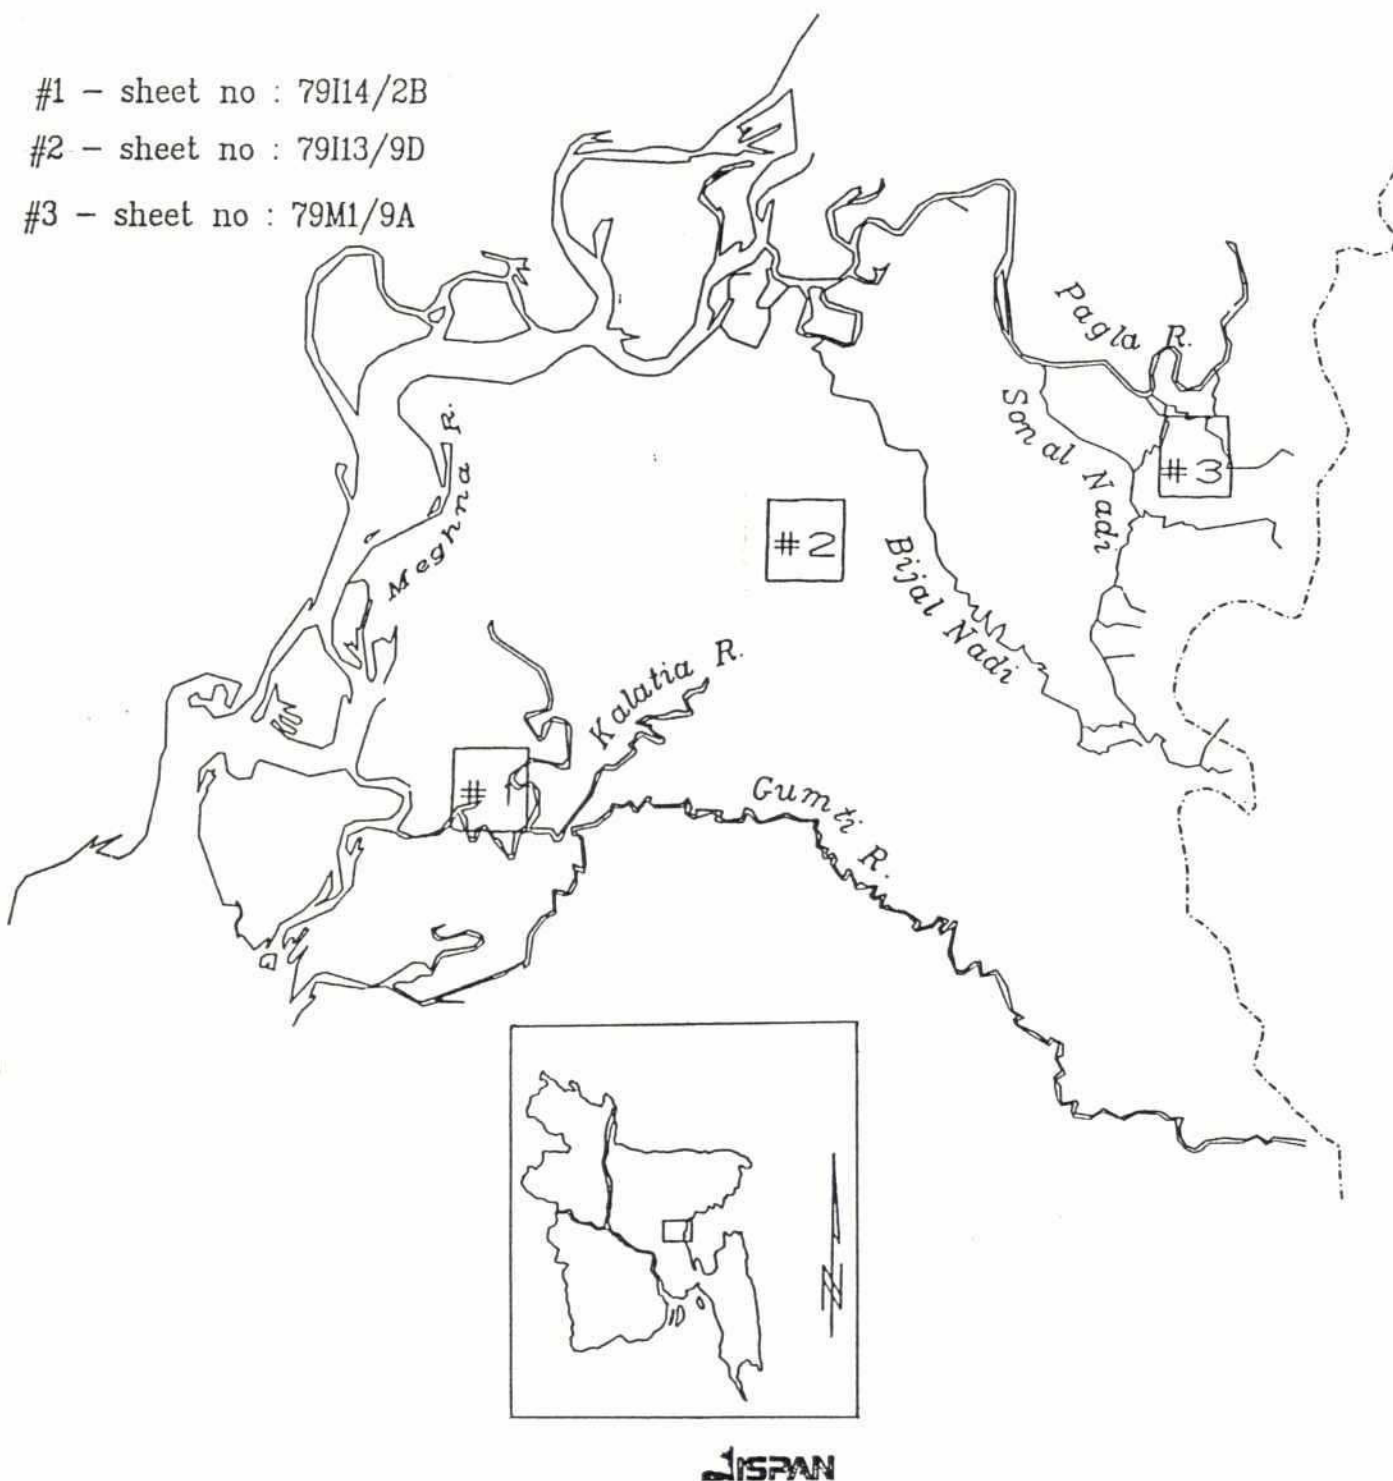 #1 - sheet no : 79I14/2B
#2 - sheet no : 79I13/9D
#3 - sheet no : 79M1/9A
Pagla R.
Sonal Nadi
#3
Meghna R.
#2
Bijal Nadi
Kalatia R.
#1
Gumti R.
N
ISPAN